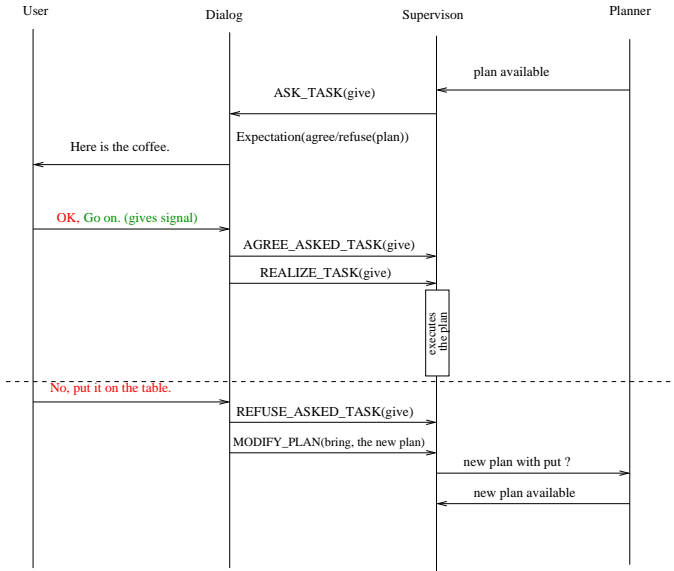 User
Dialog
Supervison
Planner
plan available
ASK_TASK(give)
Expectation(agree/refuse(plan))
Here is the coffee.
OK, Go on. (gives signal)
AGREE_ASKED_TASK(give)
REALIZE_TASK(give)
executes
the plan
No, put it on the table.
REFUSE_ASKED_TASK(give)
MODIFY_PLAN(bring, the new plan)
new plan with put ?
new plan available